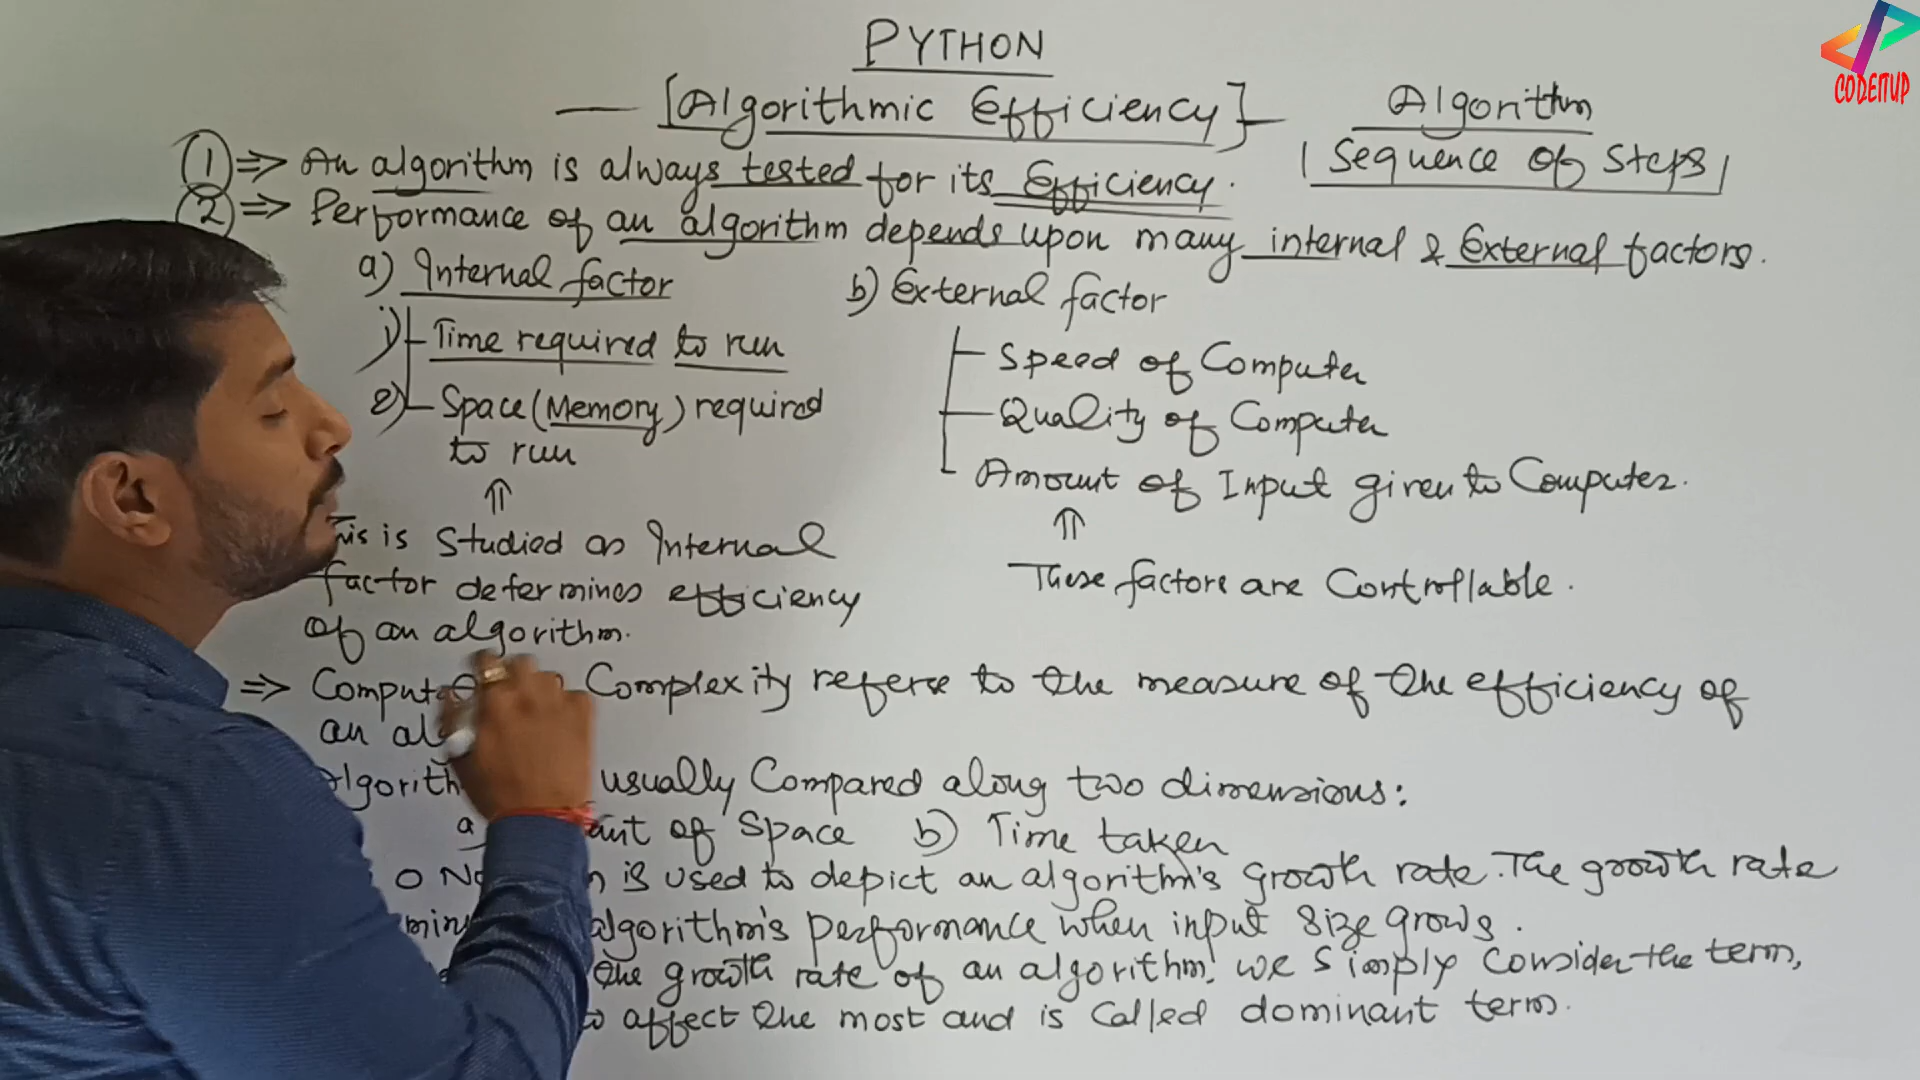 PYTHON
[Algorithmic Efficiency]
Algorithm
Sequence of Steps
CODEITUP
1 ⇒ An algorithm is always tested for its Efficiency.
2 ⇒ Performance of an algorithm depends upon many internal & External factors.
a) Internal factor
1) Time required to run
2) Space (Memory) required
to run
⇑
This is Studied as Internal
factor determines efficiency
of an algorithm.
b) External factor
Speed of Computer
Quality of Computer
Amount of Input given to Computer.
⇑
These factors are Controllable.
⇒ Complexity refers to the measure of the efficiency of
an
usually Compared along two dimensions:
of Space b) Time taken
O is used to depict an algorithm's growth rate. The growth rate
algorithm's performance when input size grows.
the growth rate of an algorithm, we simply consider the term,
affect the most and is called dominant term.